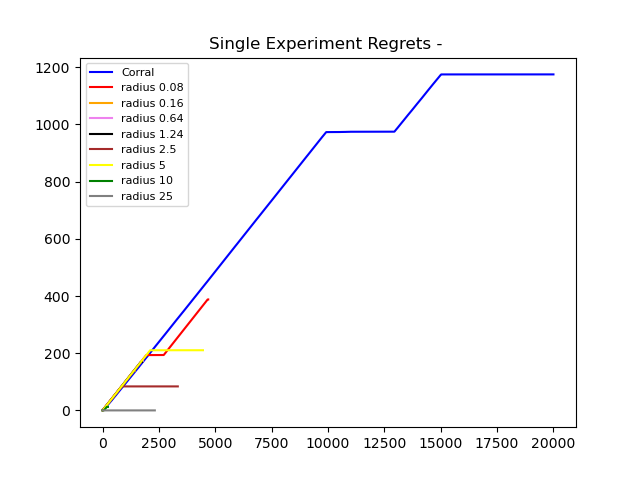 Single Experiment Regrets -
1200
1000
800
600
400
200
0
Corral
radius 0.08
radius 0.16
radius 0.64
radius 1.24
radius 2.5
radius 5
radius 10
radius 25
0 2500 5000 7500 10000 12500 15000 17500 20000